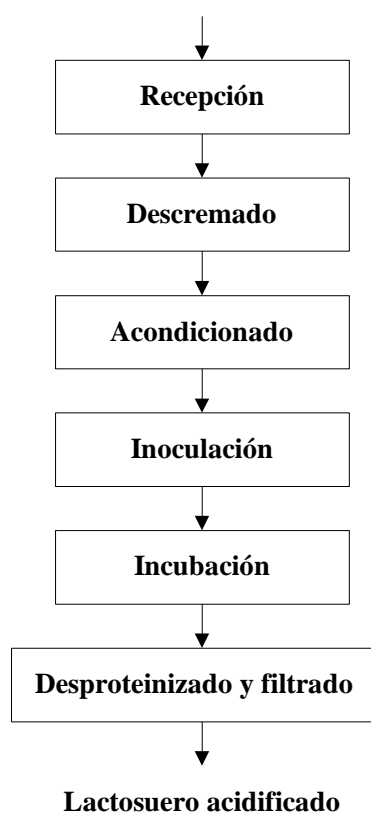 Recepción
Descremado
Acondicionado
Inoculación
Incubación
Desproteinizado y filtrado
Lactosuero acidificado